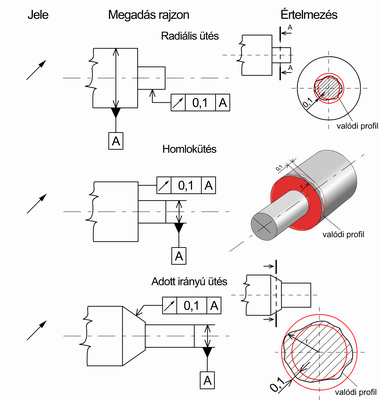 Jele Megadás rajzon Értelmezés
Radiális ütés
A
A
0,1 A
A
0,1
valódi profil
Homlokütés
0,1 A
A
0,1
r
valódi profil
Adott irányú ütés
0,1 A
A
r
0,1
valódi profil